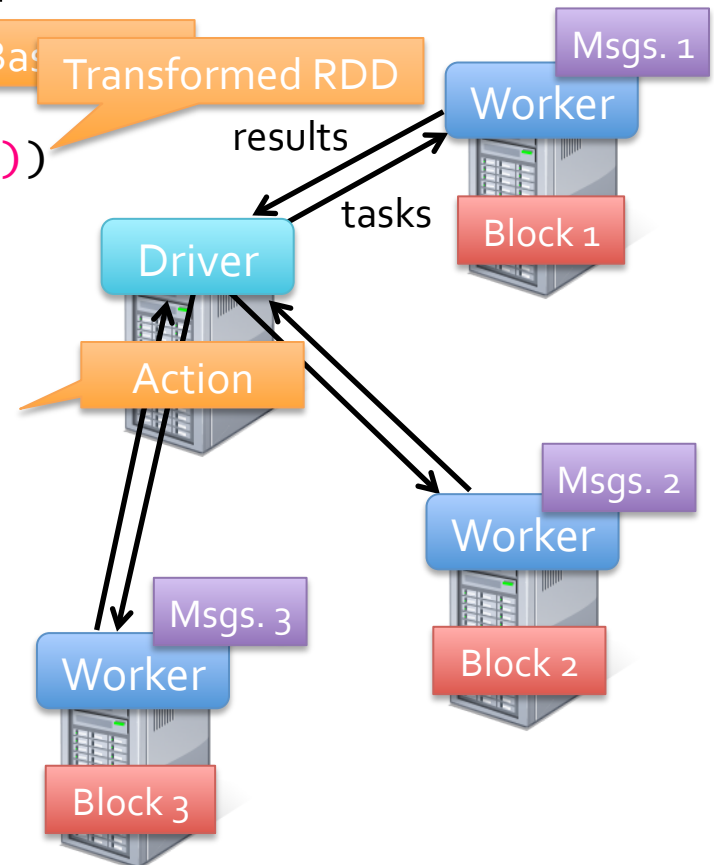 Msgs. 1
Bas
Transformed RDD
Worker
results
))
tasks
Block 1
Driver
Action
Msgs. 2
Worker
Msgs. 3
Block 2
Worker
Block 3